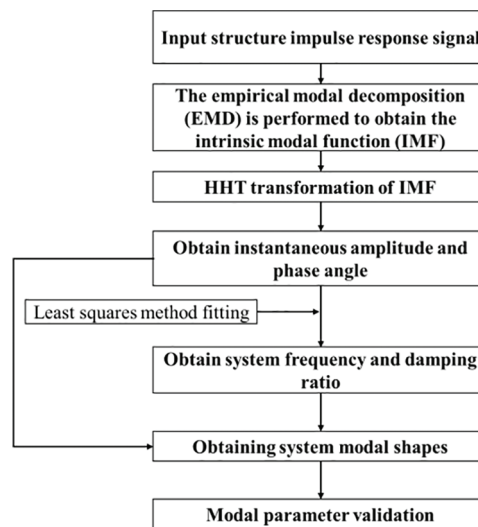 Input structure impulse response signal
The empirical modal decomposition
(EMD) is performed to obtain the
intrinsic modal function (IMF)
HHT transformation of IMF
Obtain instantaneous amplitude and
phase angle
Least squares method fitting
Obtain system frequency and damping
ratio
Obtaining system modal shapes
Modal parameter validation